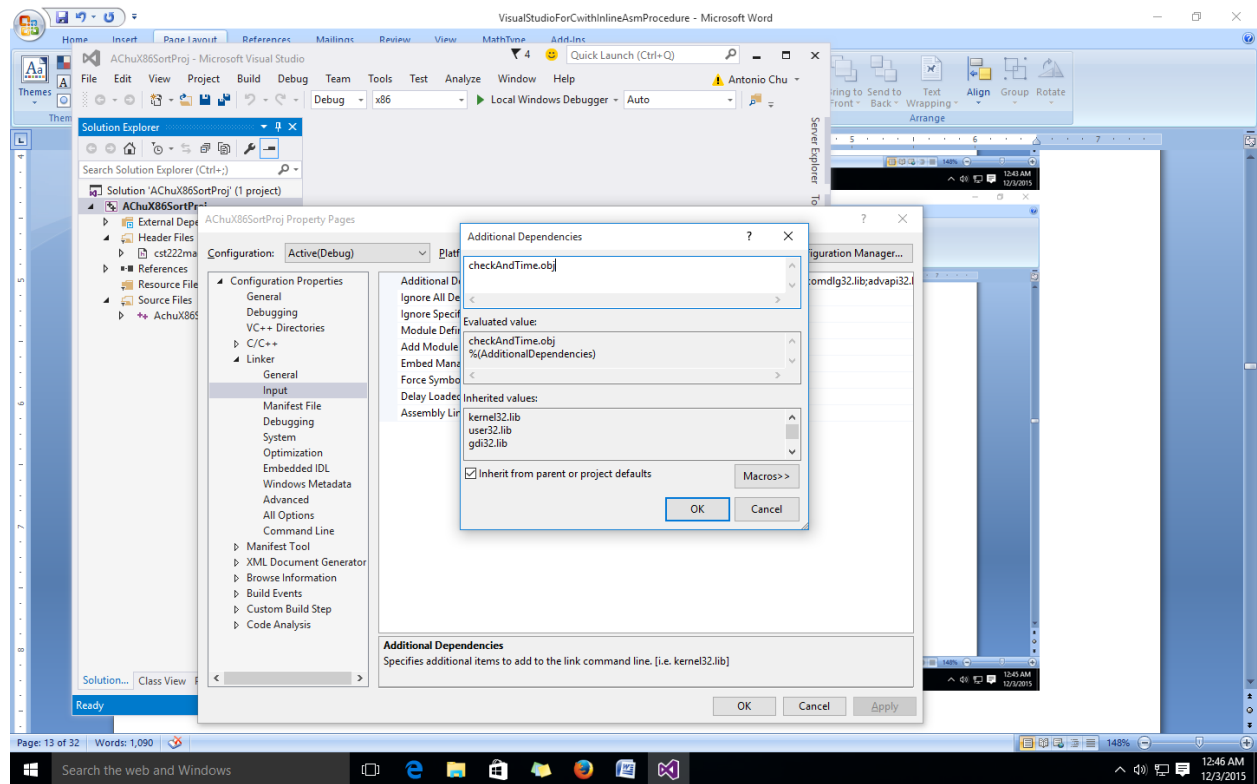 VisualStudioForCwithInlineAsmProcedure - Microsoft Word
Home Insert Page Layout References Mailings Review View MathType Add-Ins
Themes
Them
Bring to Front
Send to Back
Text Wrapping
Align
Group
Rotate
Arrange
AChuX86SortProj - Microsoft Visual Studio
4
Quick Launch (Ctrl+Q)
File Edit View Project Build Debug Team Tools Test Analyze Window Help
Antonio Chu
Debug x86 Local Windows Debugger Auto
Solution Explorer
Search Solution Explorer (Ctrl+;)
Solution 'AChuX86SortProj' (1 project)
AChuX86SortProj
External Depe
Header Files
cst222ma
References
Resource File
Source Files
AchuX86S
Server Explorer
To
148%
12:43 AM
12/3/2015
AChuX86SortProj Property Pages
? X
Configuration: Active(Debug)
Platf
iguration Manager...
Configuration Properties
General
Debugging
VC++ Directories
C/C++
Linker
General
Input
Manifest File
Debugging
System
Optimization
Embedded IDL
Windows Metadata
Advanced
All Options
Command Line
Manifest Tool
XML Document Generator
Browse Information
Build Events
Custom Build Step
Code Analysis
Additional De
comdlg32.lib;advapi32.l
Ignore All De
Ignore Specif
Module Defin
Add Module
Embed Mana
Force Symbo
Delay Loaded
Assembly Lin
Additional Dependencies
? X
checkAndTime.obj
Evaluated value:
checkAndTime.obj
%(AdditionalDependencies)
Inherited values:
kernel32.lib
user32.lib
gdi32.lib
Inherit from parent or project defaults
Macros>>
OK Cancel
Additional Dependencies
Specifies additional items to add to the link command line. [i.e. kernel32.lib]
OK Cancel Apply
Solution... Class View
Ready
148%
12:45 AM
12/3/2015
Page: 13 of 32 Words: 1,090
148%
Search the web and Windows
12:46 AM
12/3/2015